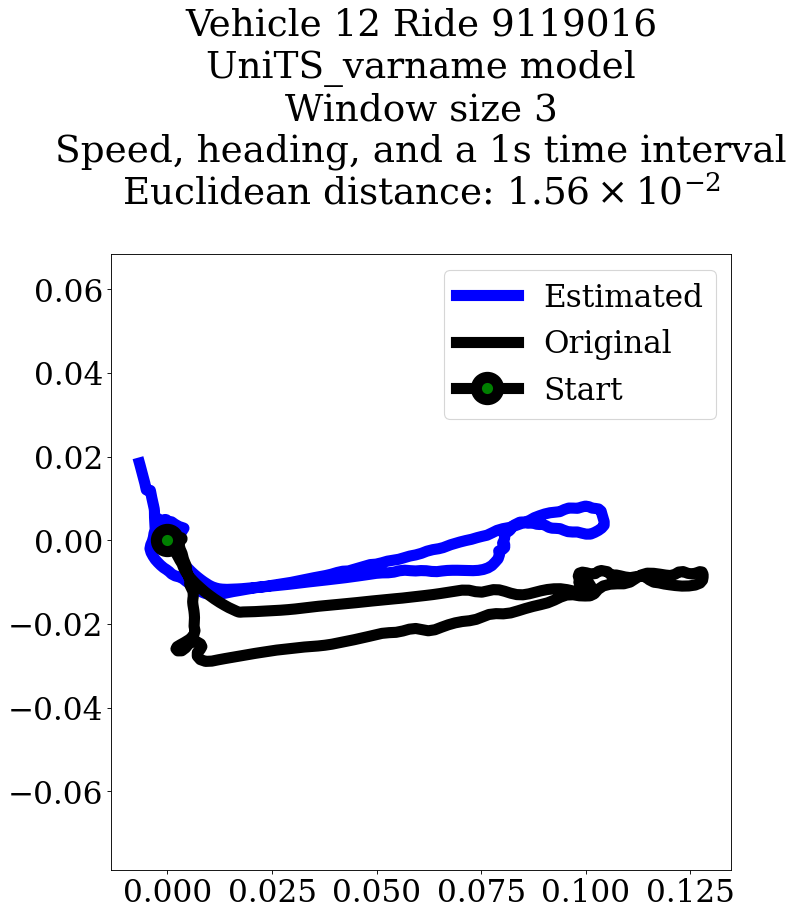 Vehicle 12 Ride 9119016
UniTS_varname model
Window size 3
Speed, heading, and a 1s time interval
Euclidean distance: 1.56 × 10⁻²
Estimated
Original
Start
0.06
0.04
0.02
0.00
−0.02
−0.04
−0.06
0.000 0.025 0.050 0.075 0.100 0.125